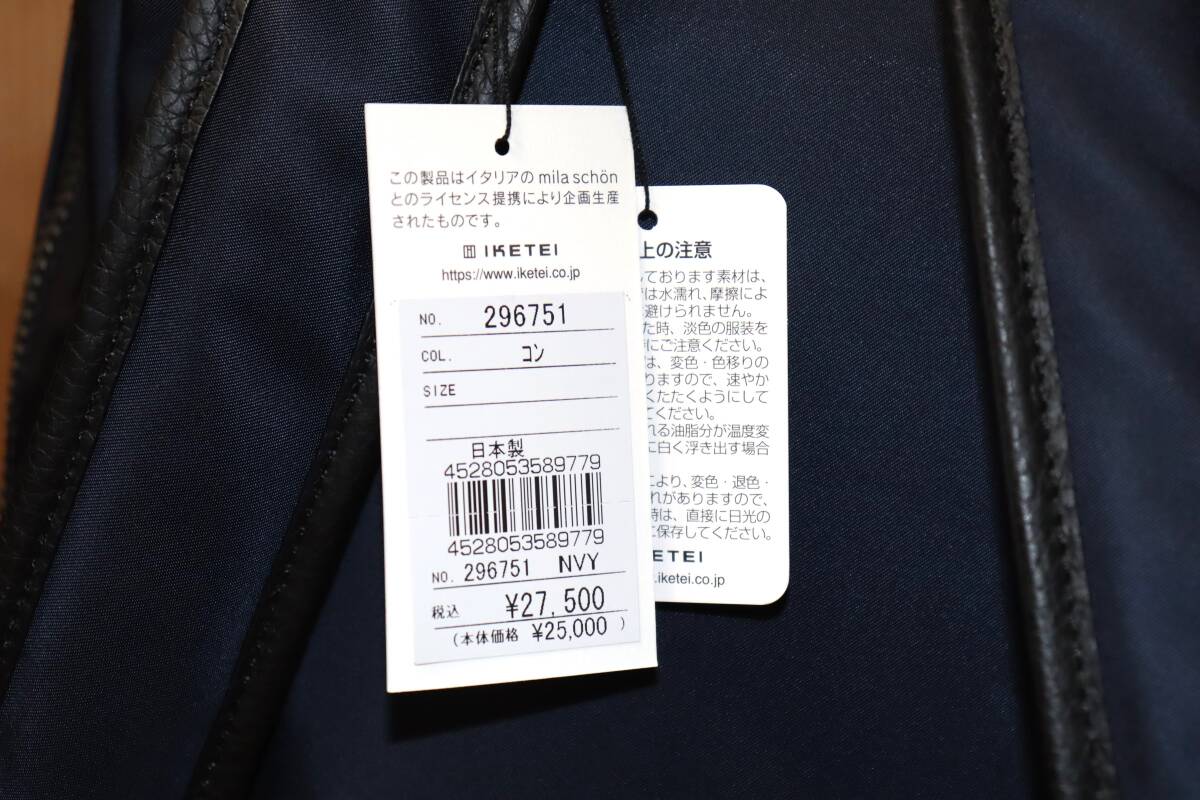 この製品はイタリアの mila schön
とのライセンス提携により企画生産
されたものです。
IKETEI
https://www.iketei.co.jp
NO. 296751
COL. コン
SIZE
日本製
4528053589779
4528053589779
NO. 296751 NVY
税込 ¥27,500
(本体価格 ¥25,000 )
上の注意
しております素材は、
は水濡れ、摩擦によ
避けられません。
た時、淡色の服装を
にご注意ください。
は、変色・色移りの
りますので、速やか
くたたくようにして
てください。
れる油脂分が温度変
に白く浮き出す場合
により、変色・退色・
れがありますので、
時は、直接に日光の
に保存してください。
ETEI
.iketei.co.jp